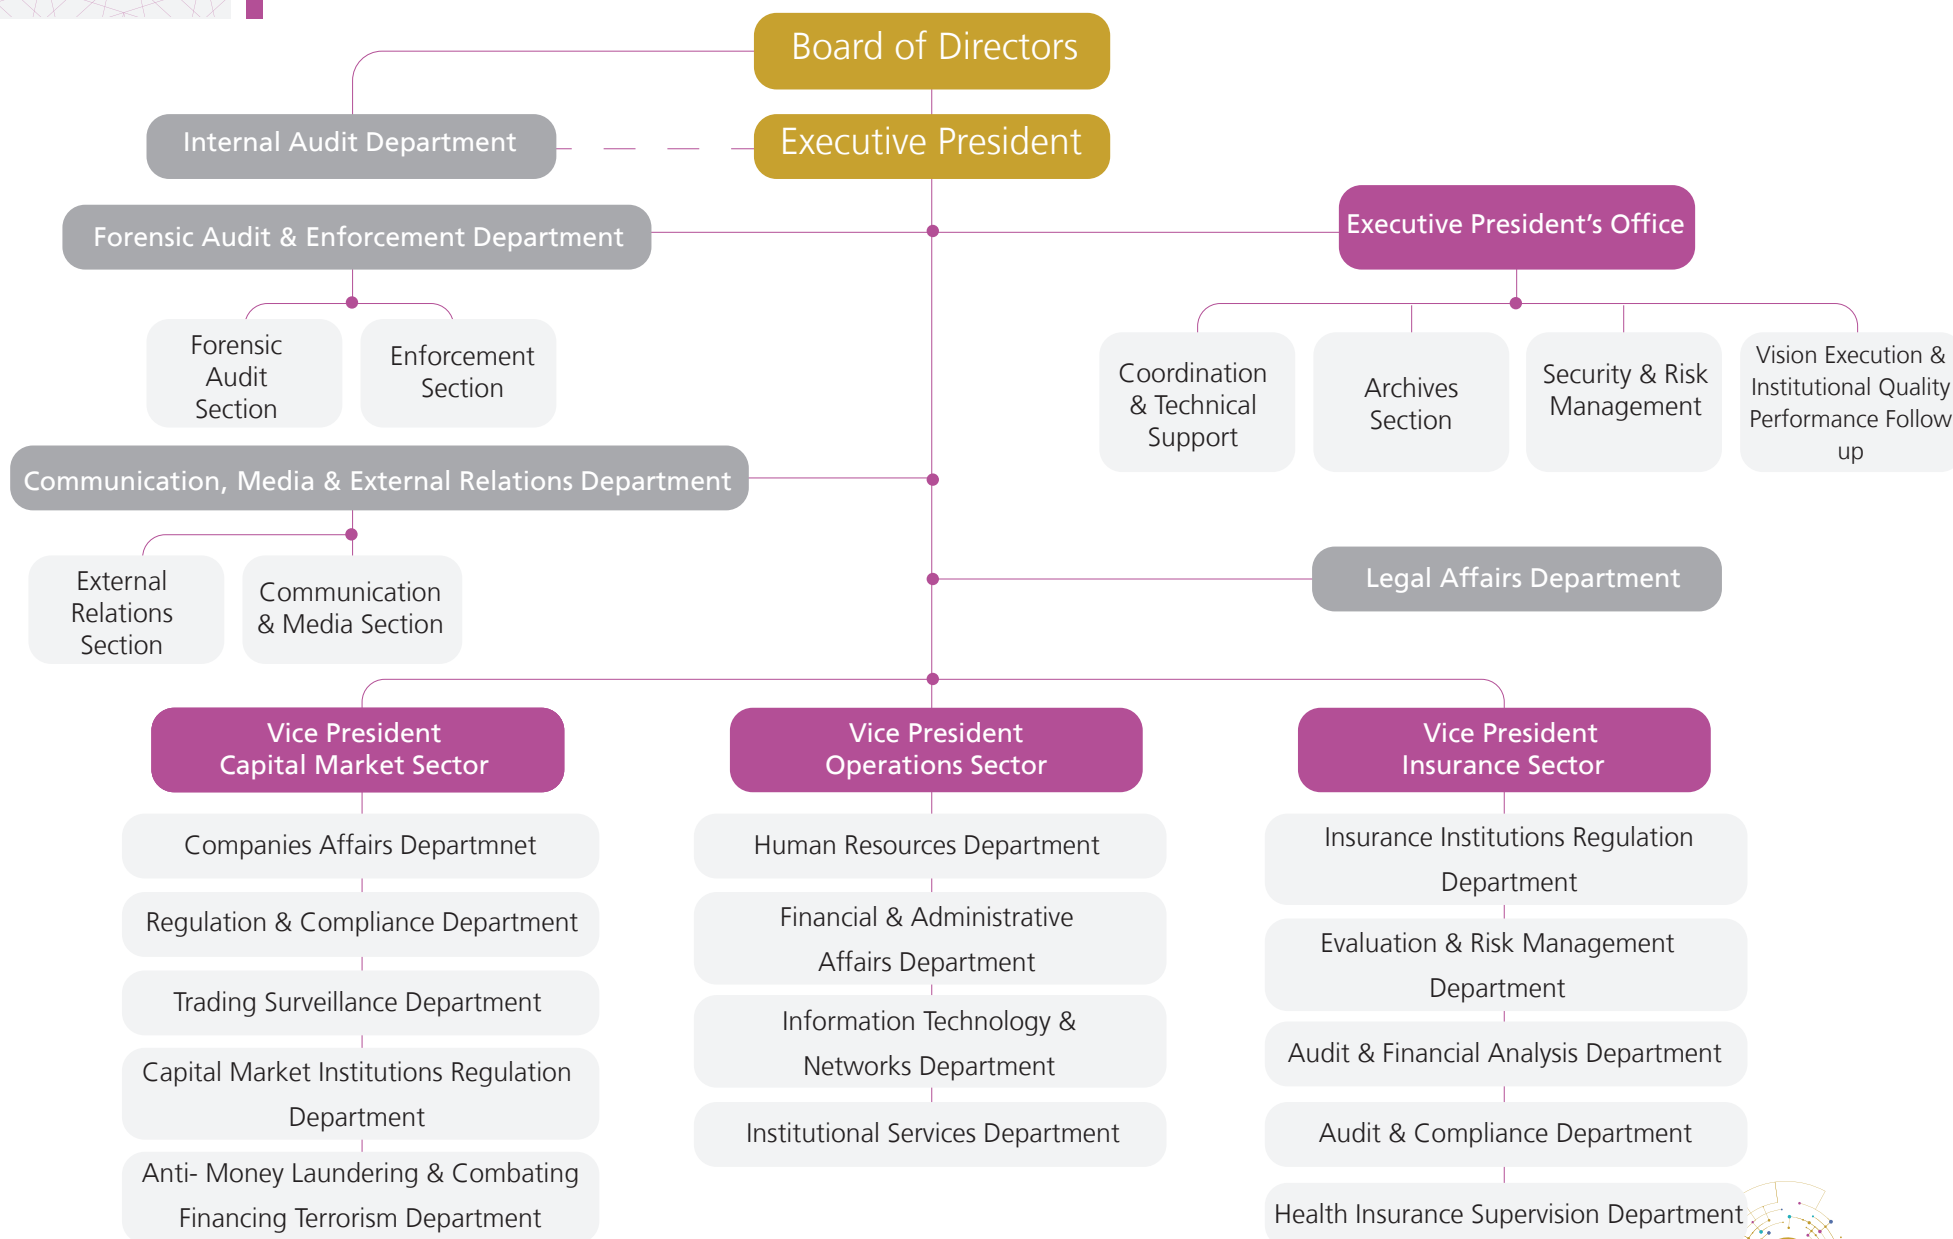 Board of Directors
Internal Audit Department
Executive President
Forensic Audit & Enforcement Department
Executive President’s Office
Forensic
Audit
Section
Enforcement
Section
Coordination
& Technical
Support
Archives
Section
Security & Risk
Management
Vision Execution &
Institutional Quality
Performance Follow
up
Communication, Media & External Relations Department
External
Relations
Section
Communication
& Media Section
Legal Affairs Department
Vice President
Capital Market Sector
Companies Affairs Departmnet
Regulation & Compliance Department
Trading Surveillance Department
Capital Market Institutions Regulation
Department
Anti- Money Laundering & Combating
Financing Terrorism Department
Vice President
Operations Sector
Human Resources Department
Financial & Administrative
Affairs Department
Information Technology &
Networks Department
Institutional Services Department
Vice President
Insurance Sector
Insurance Institutions Regulation
Department
Evaluation & Risk Management
Department
Audit & Financial Analysis Department
Audit & Compliance Department
Health Insurance Supervision Department